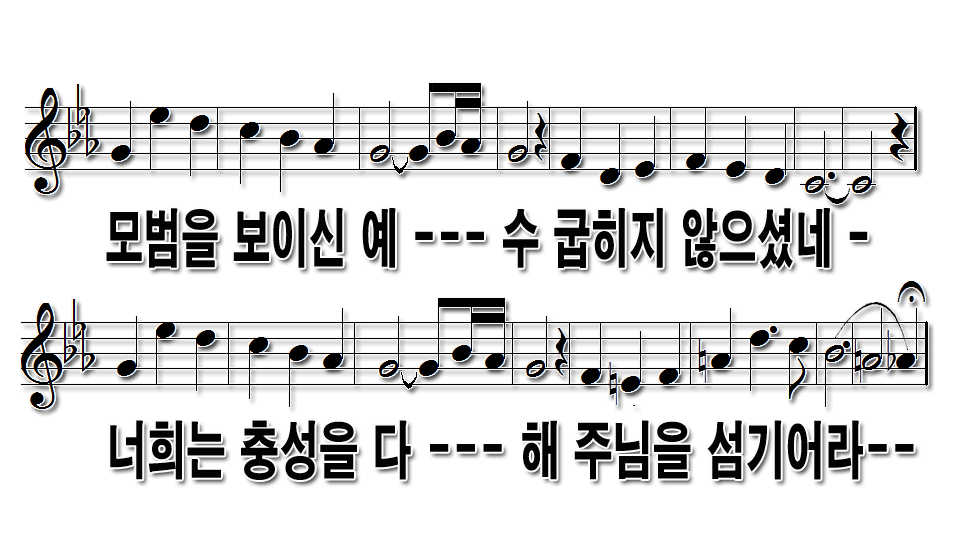 모범을 보이신 예 --- 수 굽히지 않으셨네 -
너희는 충성을 다 --- 해 주님을 섬기어라--